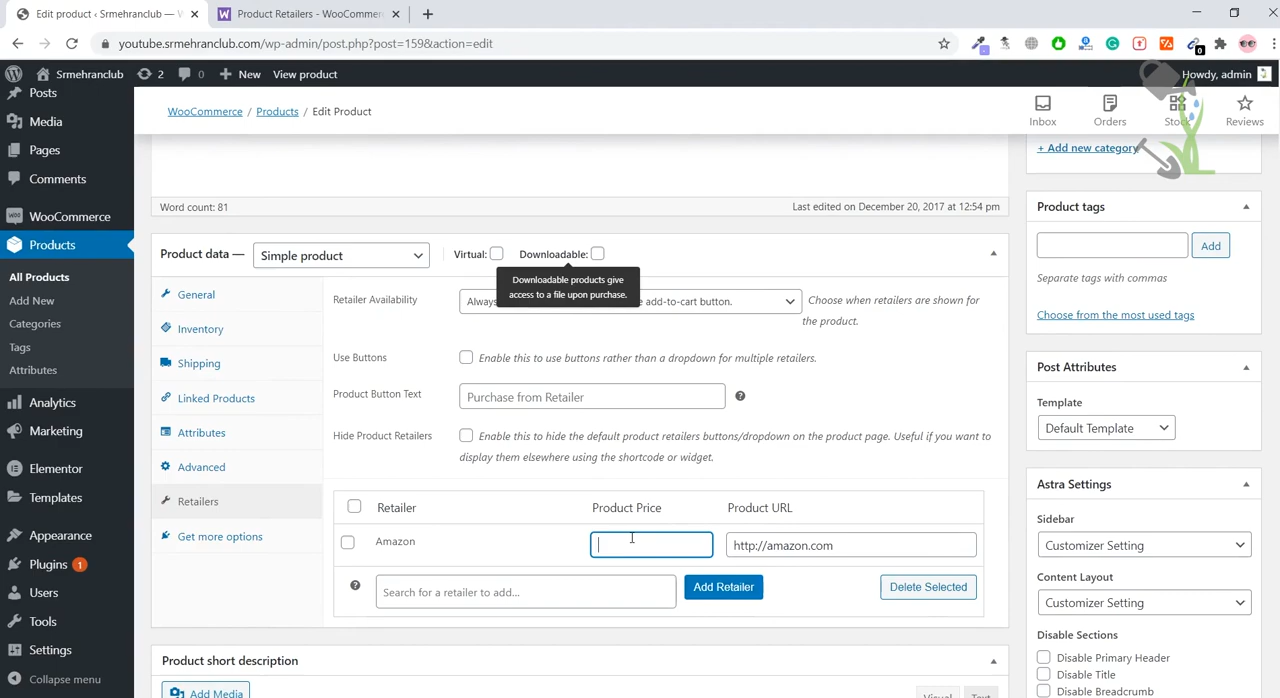 Edit product ‹ Srmehranclub — W
Product Retailers - WooCommerc
youtube.srmehranclub.com/wp-admin/post.php?post=159&action=edit
Srmehranclub
2
0
New
View product
Howdy, admin
Posts
Media
Pages
Comments
WooCommerce
Products
All Products
Add New
Categories
Tags
Attributes
Analytics
Marketing
Elementor
Templates
Appearance
Plugins 1
Users
Tools
Settings
Collapse menu
WooCommerce / Products / Edit Product
Inbox
Orders
Stock
Reviews
Word count: 81
Last edited on December 20, 2017 at 12:54 pm
Product data —
Simple product
Virtual:
Downloadable:
Downloadable products give
access to a file upon purchase.
General
Inventory
Shipping
Linked Products
Attributes
Advanced
Retailers
Get more options
Retailer Availability
Always
add-to-cart button.
Choose when retailers are shown for
the product.
Use Buttons
Enable this to use buttons rather than a dropdown for multiple retailers.
Product Button Text
Purchase from Retailer
Hide Product Retailers
Enable this to hide the default product retailers buttons/dropdown on the product page. Useful if you want to
display them elsewhere using the shortcode or widget.
Retailer
Product Price
Product URL
Amazon
http://amazon.com
Search for a retailer to add...
Add Retailer
Delete Selected
Product short description
Add Media
Visual
Text
+ Add new category
Product tags
Add
Separate tags with commas
Choose from the most used tags
Post Attributes
Template
Default Template
Astra Settings
Sidebar
Customizer Setting
Content Layout
Customizer Setting
Disable Sections
Disable Primary Header
Disable Title
Disable Breadcrumb